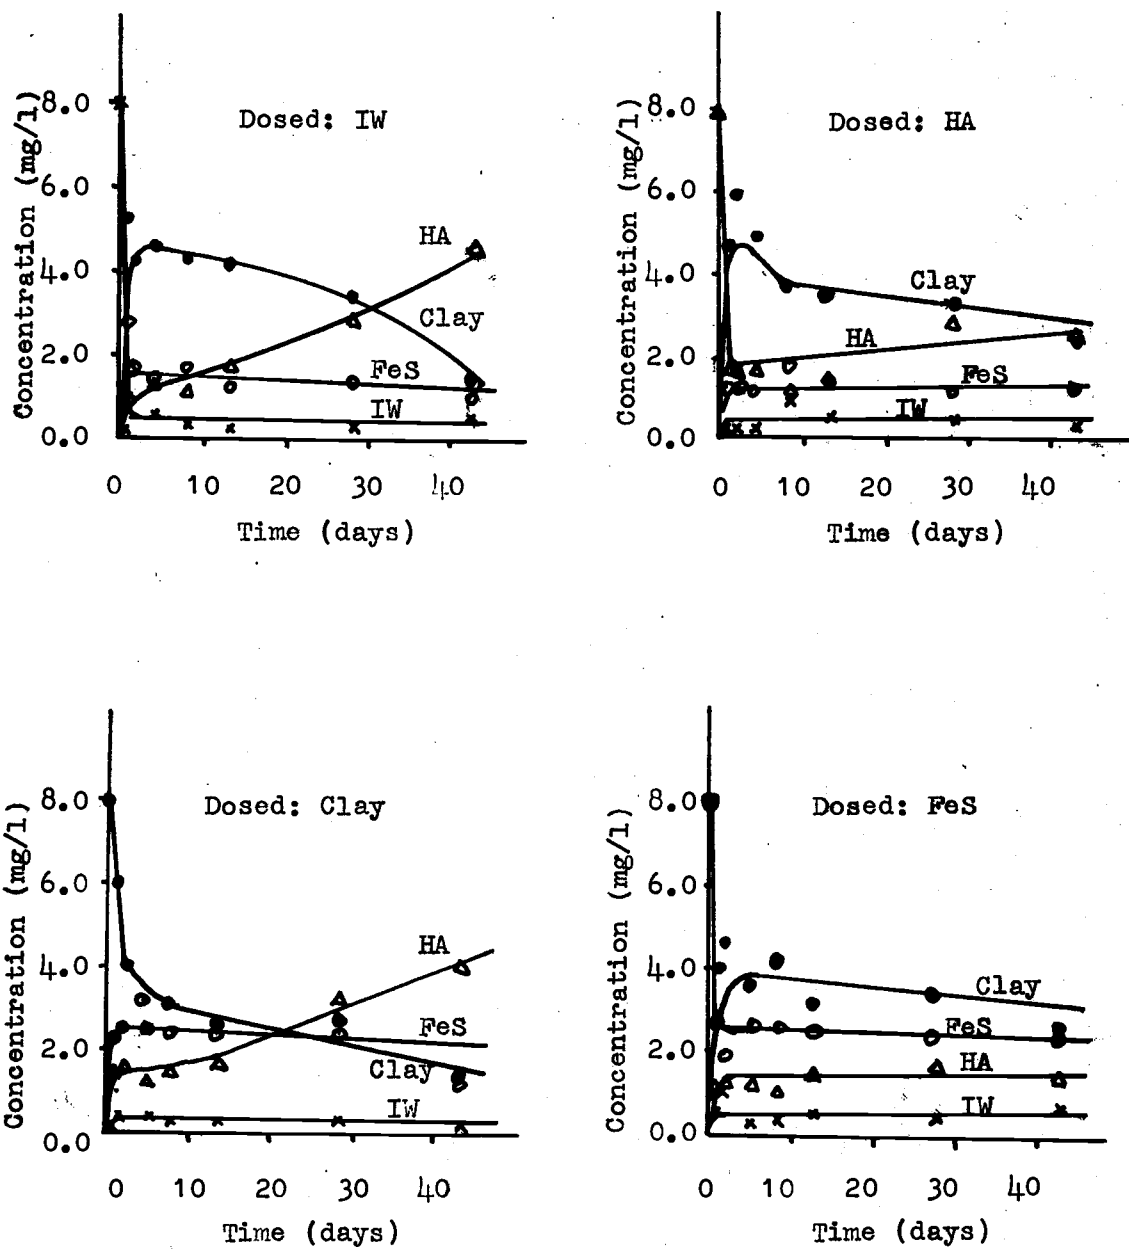 Dosed: IW
Concentration (mg/l)
8.0
6.0
4.0
2.0
0.0
HA
Clay
FeS
IW
0 10 20 30 40
Time (days)
Dosed: HA
Concentration (mg/l)
8.0
6.0
4.0
2.0
0.0
Clay
HA
FeS
IW
0 10 20 30 40
Time (days)
Dosed: Clay
Concentration (mg/l)
8.0
6.0
4.0
2.0
0.0
HA
FeS
Clay
IW
0 10 20 30 40
Time (days)
Dosed: FeS
Concentration (mg/l)
8.0
6.0
4.0
2.0
0.0
Clay
FeS
HA
IW
0 10 20 30 40
Time (days)